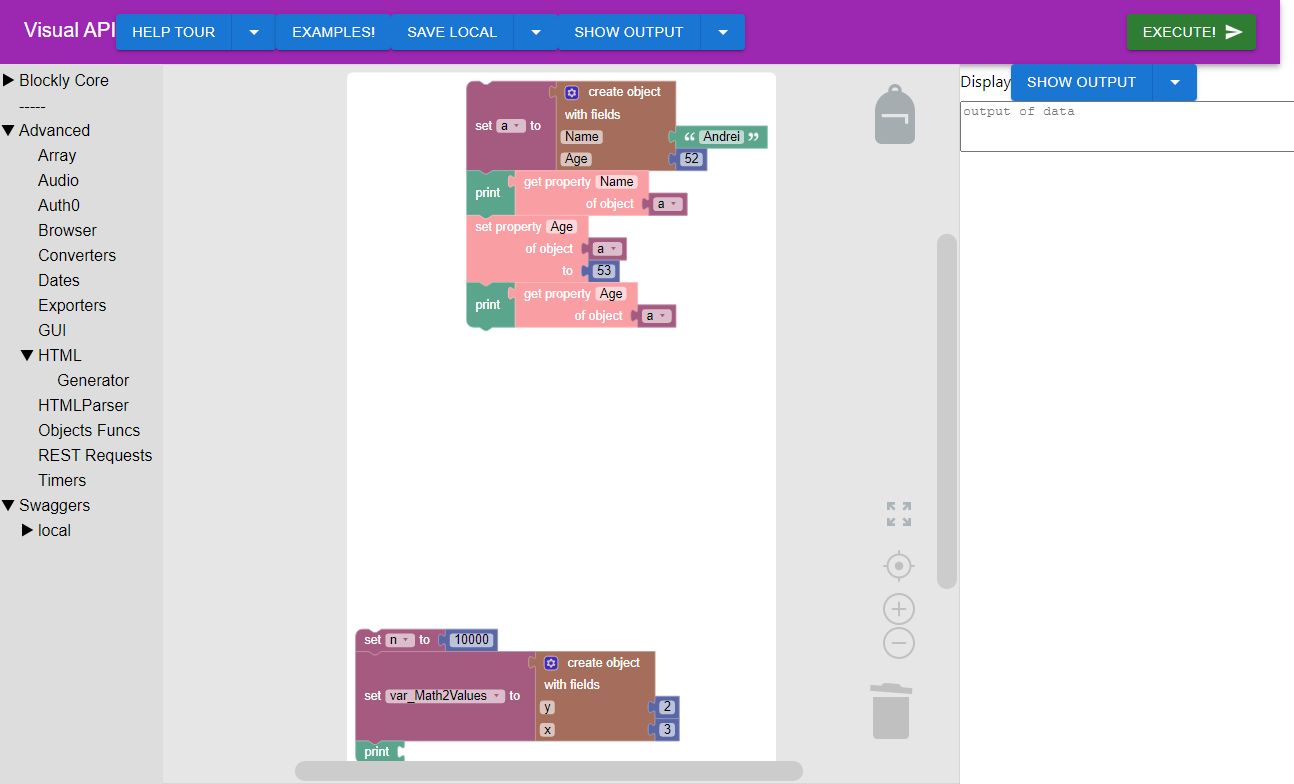 Visual API
HELP TOUR
EXAMPLES!
SAVE LOCAL
SHOW OUTPUT
EXECUTE!
Blockly Core
-----
Advanced
Array
Audio
Auth0
Browser
Converters
Dates
Exporters
GUI
HTML
Generator
HTMLParser
Objects Funcs
REST Requests
Timers
Swaggers
local
create object
set a to
with fields
Name “ Andrei ”
Age 52
print get property Name
of object a
set property Age
of object a
to 53
print get property Age
of object a
set n to 10000
create object
with fields
set var_Math2Values to
y 2
x 3
print
Display SHOW OUTPUT
output of data